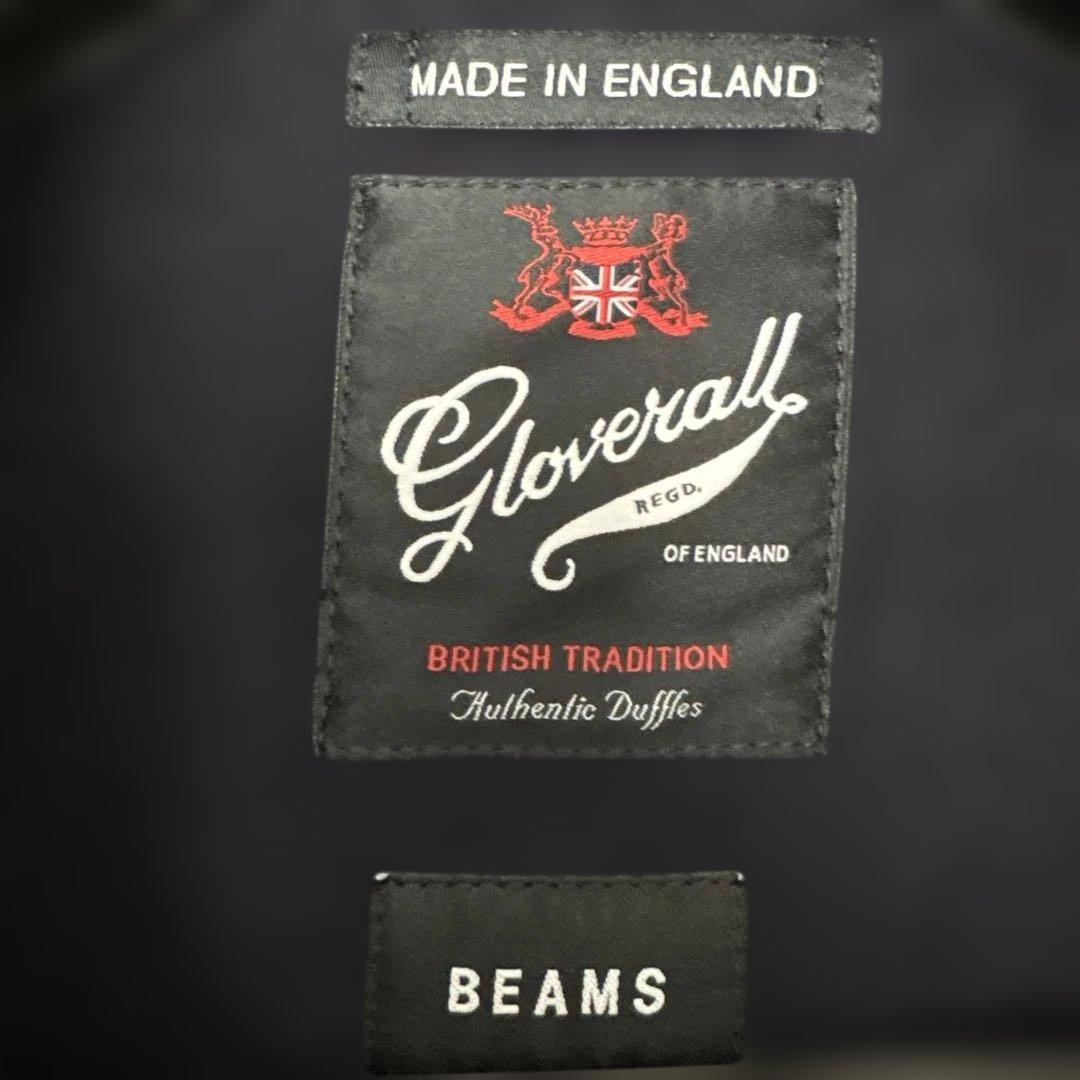 MADE IN ENGLAND
Gloverall
REGD.
OF ENGLAND
BRITISH TRADITION
Authentic Duffles
BEAMS